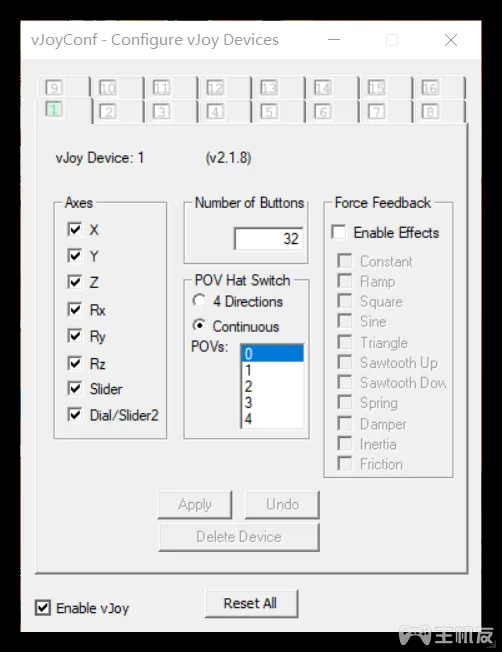 vJoyConf - Configure vJoy Devices
9 10 11 12 13 14 15 16
1 2 3 4 5 6 7 8
vJoy Device: 1 (v2.1.8)
Axes
X
Y
Z
Rx
Ry
Rz
Slider
Dial/Slider2
Number of Buttons
32
POV Hat Switch
4 Directions
Continuous
POVs:
0
1
2
3
4
Force Feedback
Enable Effects
Constant
Ramp
Square
Sine
Triangle
Sawtooth Up
Sawtooth Dow
Spring
Damper
Inertia
Friction
Apply Undo
Delete Device
Enable vJoy Reset All
主机友